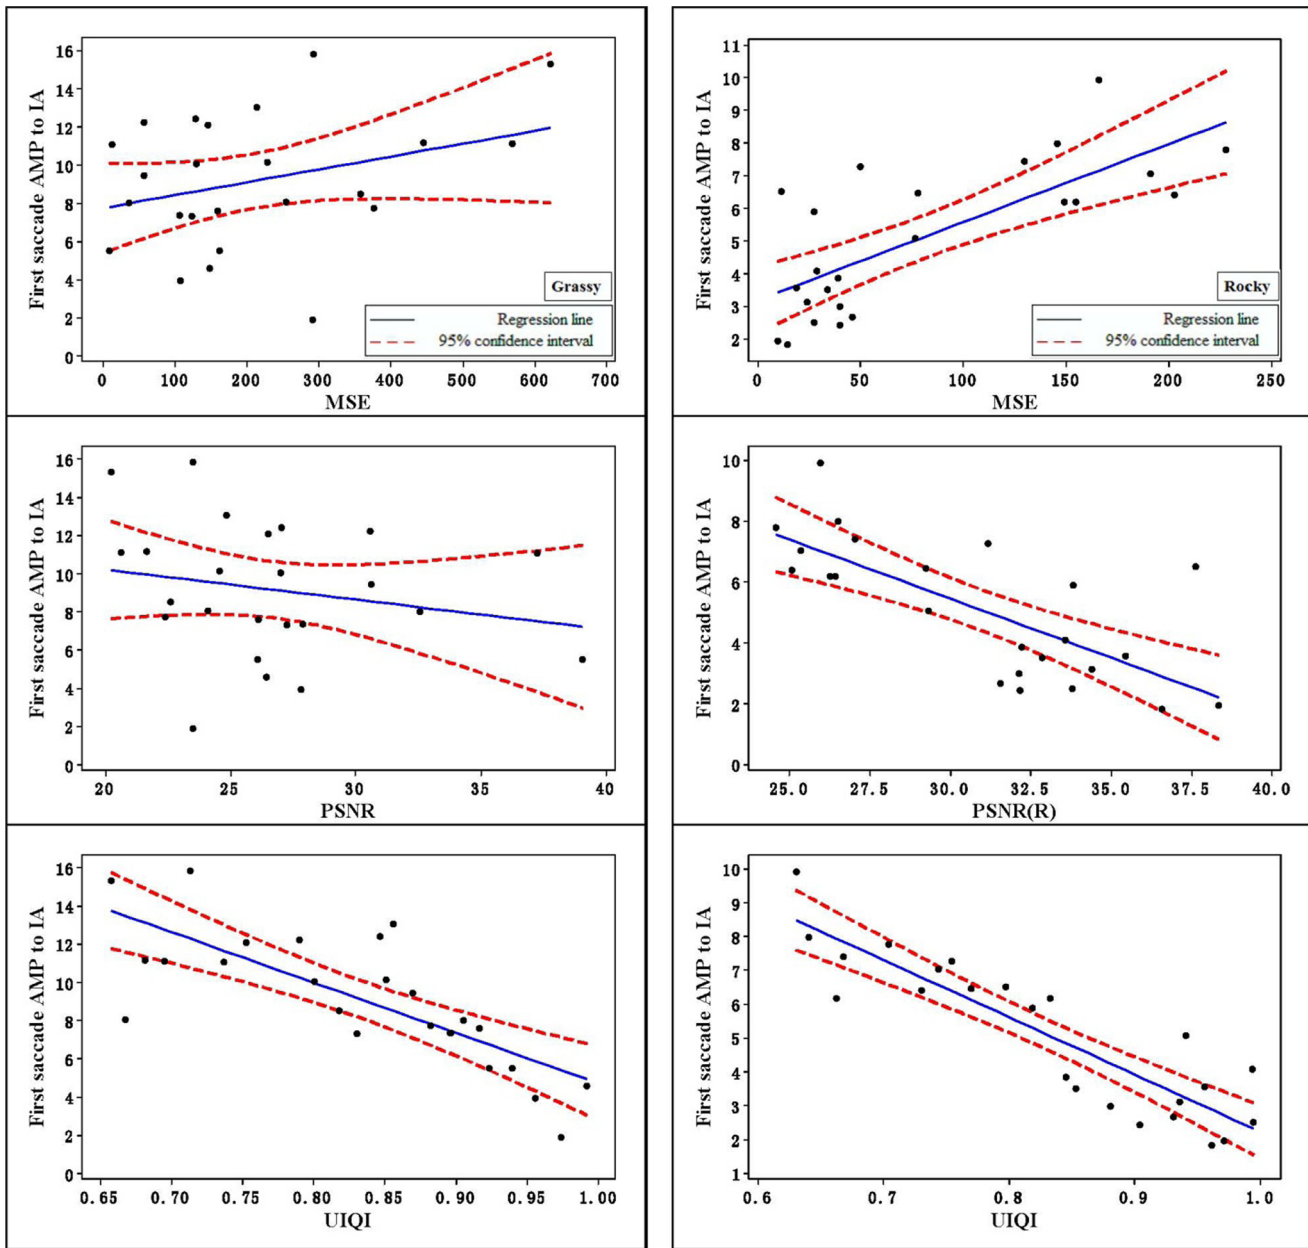 First saccade AMP to IA
16
14
12
10
8
6
4
2
0
Grassy
Regression line
95% confidence interval
0 100 200 300 400 500 600 700
MSE
First saccade AMP to IA
11
10
9
8
7
6
5
4
3
2
Rocky
Regression line
95% confidence interval
0 50 100 150 200 250
MSE
First saccade AMP to IA
16
14
12
10
8
6
4
2
0
20 25 30 35 40
PSNR
First saccade AMP to IA
10
8
6
4
2
0
25.0 27.5 30.0 32.5 35.0 37.5 40.0
PSNR(R)
First saccade AMP to IA
16
14
12
10
8
6
4
2
0
0.65 0.70 0.75 0.80 0.85 0.90 0.95 1.00
UIQI
First saccade AMP to IA
10
9
8
7
6
5
4
3
2
1
0.6 0.7 0.8 0.9 1.0
UIQI